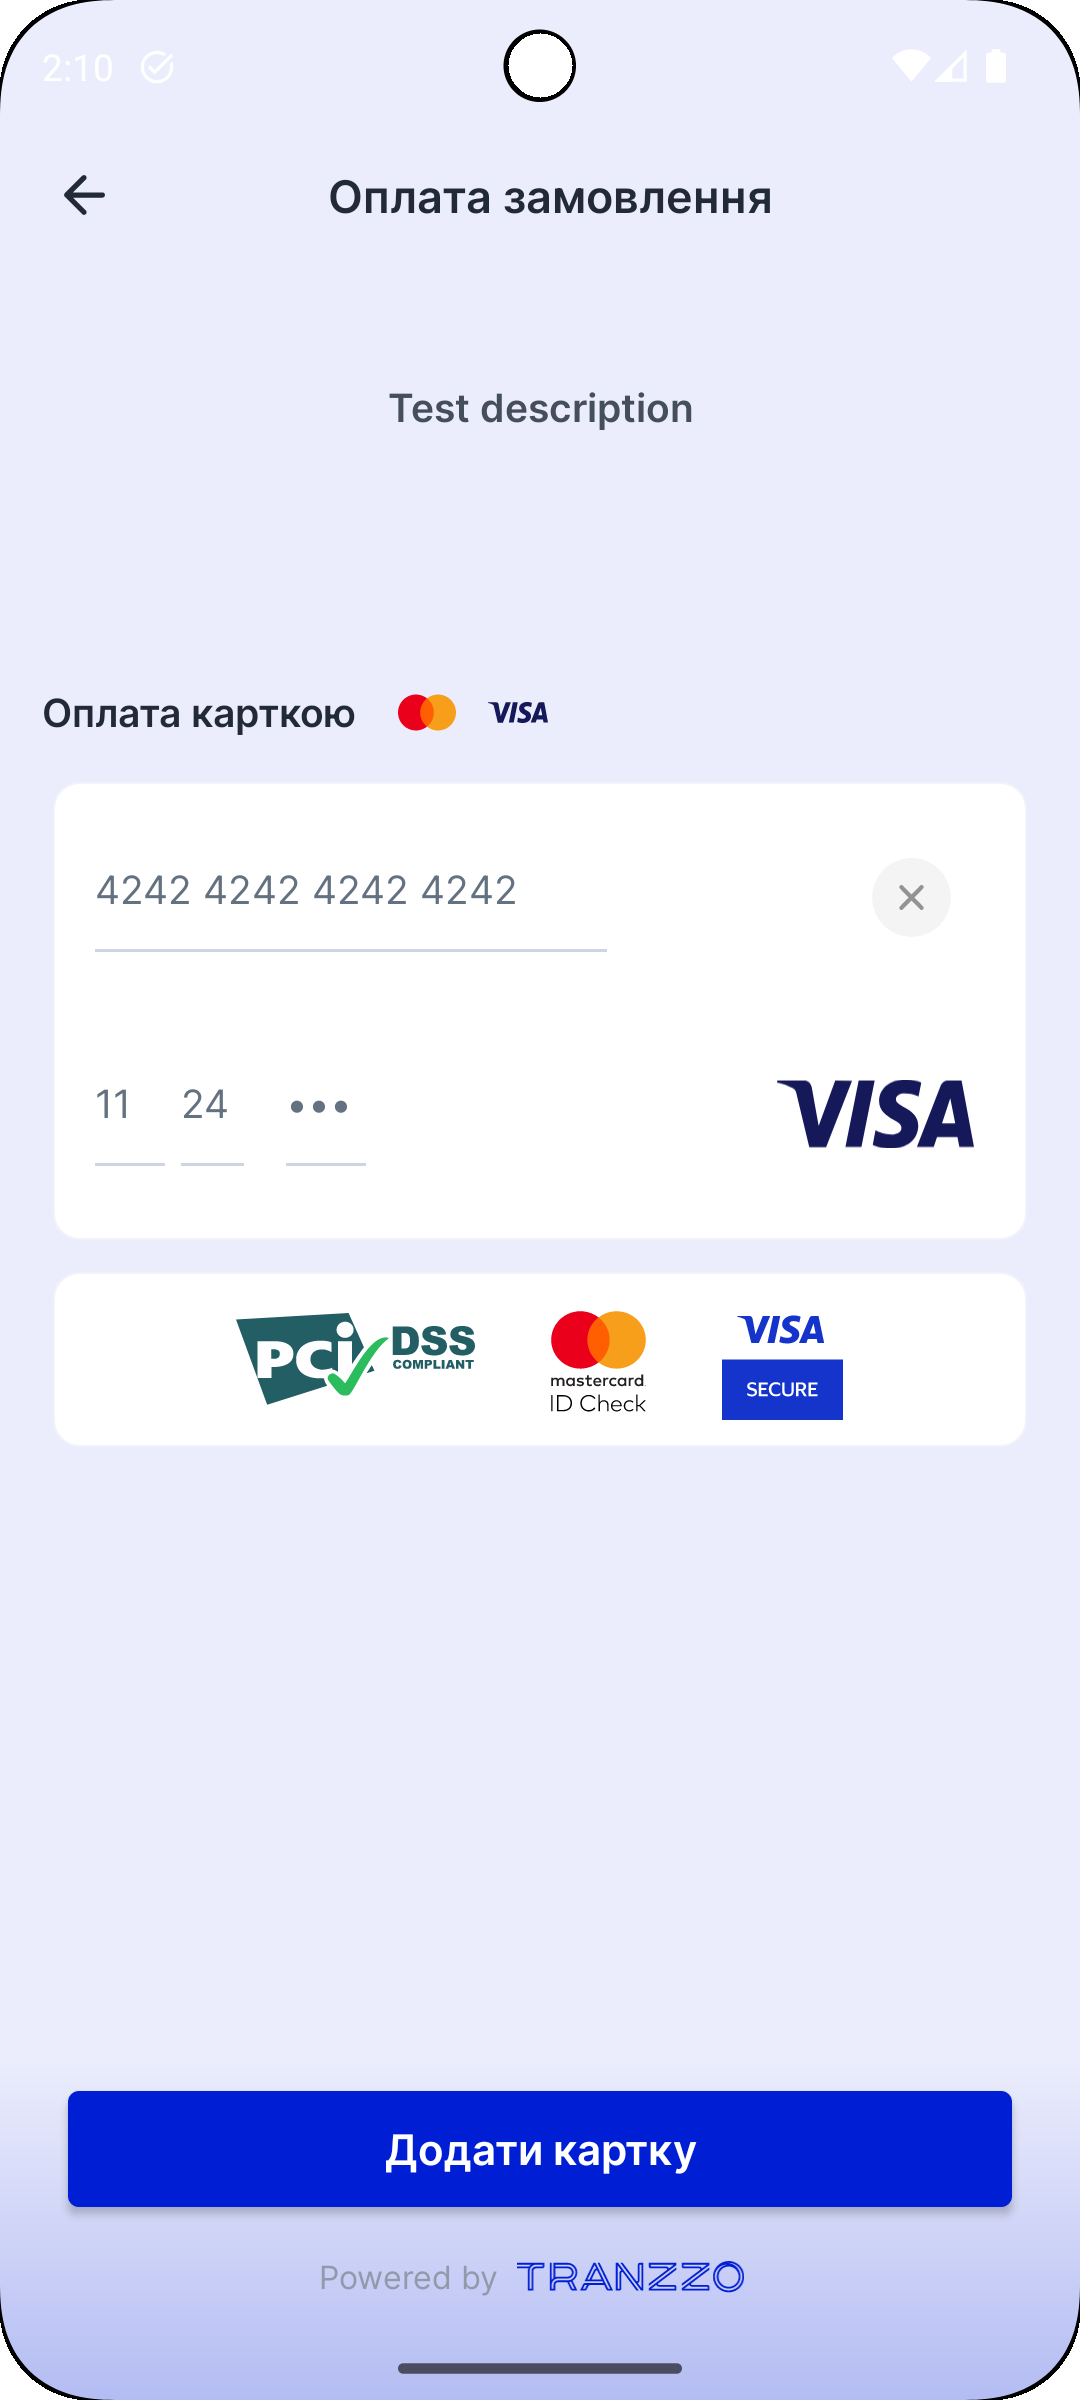 2:10
Оплата замовлення
Test description
Оплата карткою VISA
4242 4242 4242 4242
11 24 •••
VISA
PCi DSS COMPLIANT
mastercard.
ID Check
VISA
SECURE
Додати картку
Powered by TRANZZO